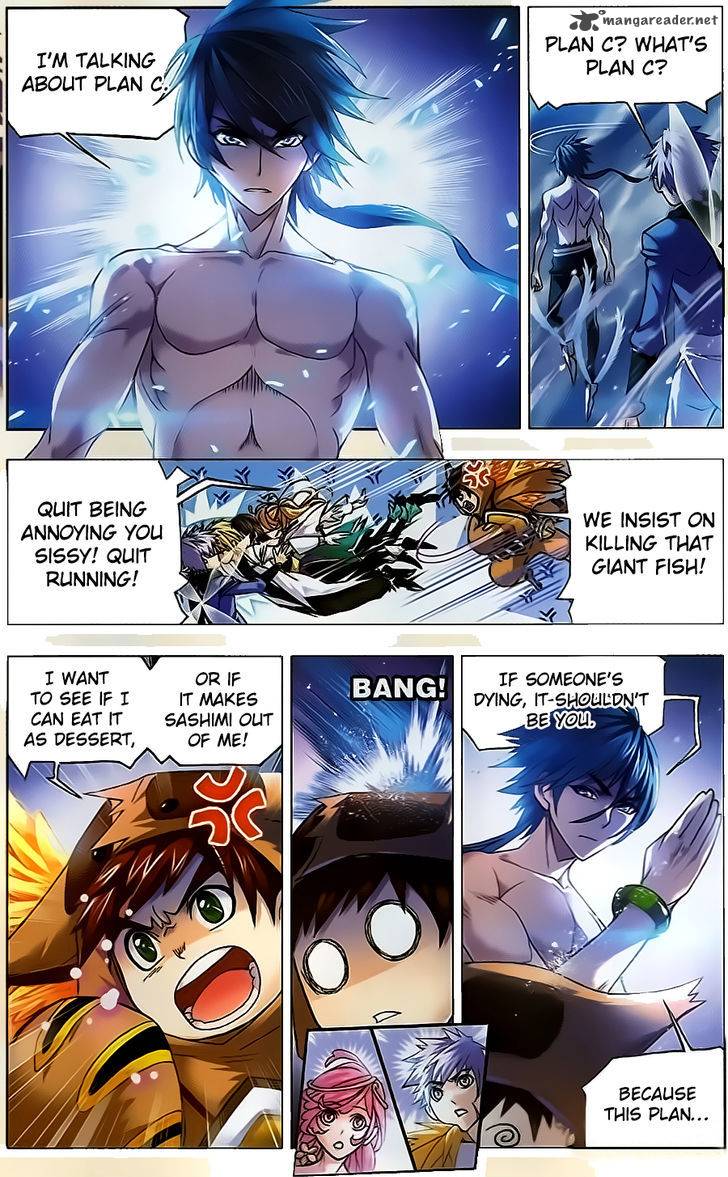 mangareader.net
I'M TALKING
ABOUT PLAN C.
PLAN C? WHAT'S
PLAN C?
QUIT BEING
ANNOYING YOU
SISSY! QUIT
RUNNING!
WE INSIST ON
KILLING THAT
GIANT FISH!
I WANT
TO SEE IF I
CAN EAT IT
AS DESSERT,
OR IF
IT MAKES
SASHIMI OUT
OF ME!
BANG!
IF SOMEONE'S
DYING, IT SHOULDN'T
BE YOU.
BECAUSE
THIS PLAN...